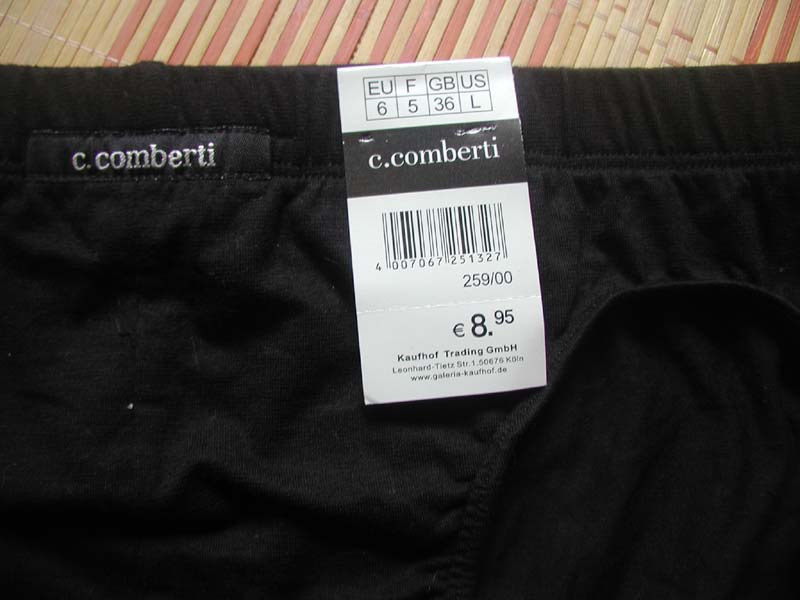 EU F GB US
6 5 36 L
c.comberti
c.comberti
4 007067 251327
259/00
€ 8.95
Kaufhof Trading GmbH
Leonhard-Tietz Str.1,50676 Köln
www.galeria-kaufhof.de